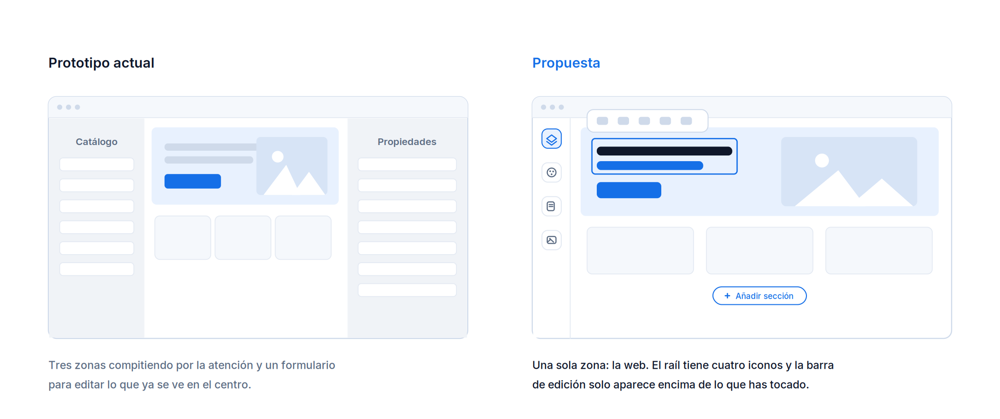 Prototipo actual
Propuesta
Catálogo
Propiedades
+ Añadir sección
Tres zonas compitiendo por la atención y un formulario
para editar lo que ya se ve en el centro.
Una sola zona: la web. El raíl tiene cuatro iconos y la barra
de edición solo aparece encima de lo que has tocado.